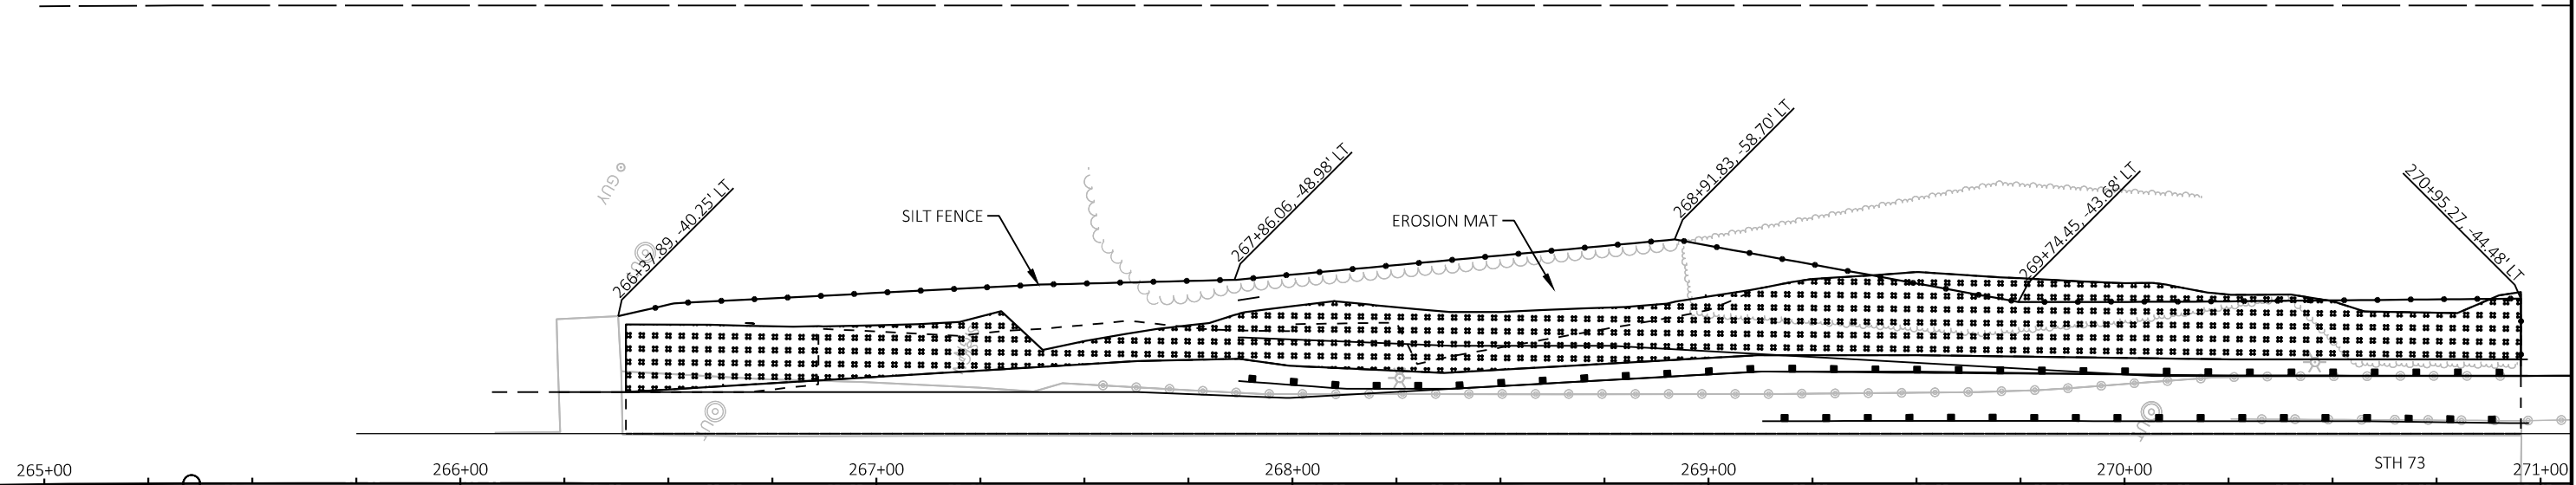 268+91.83, -58.70' LT
267+86.06, -48.98' LT
269+74.45, -43.68' LT
270+95.27, -44.48' LT
266+37.89, -40.25' LT
GUY
SILT FENCE
EROSION MAT
265+00
266+00
267+00
268+00
269+00
270+00
STH 73
271+00